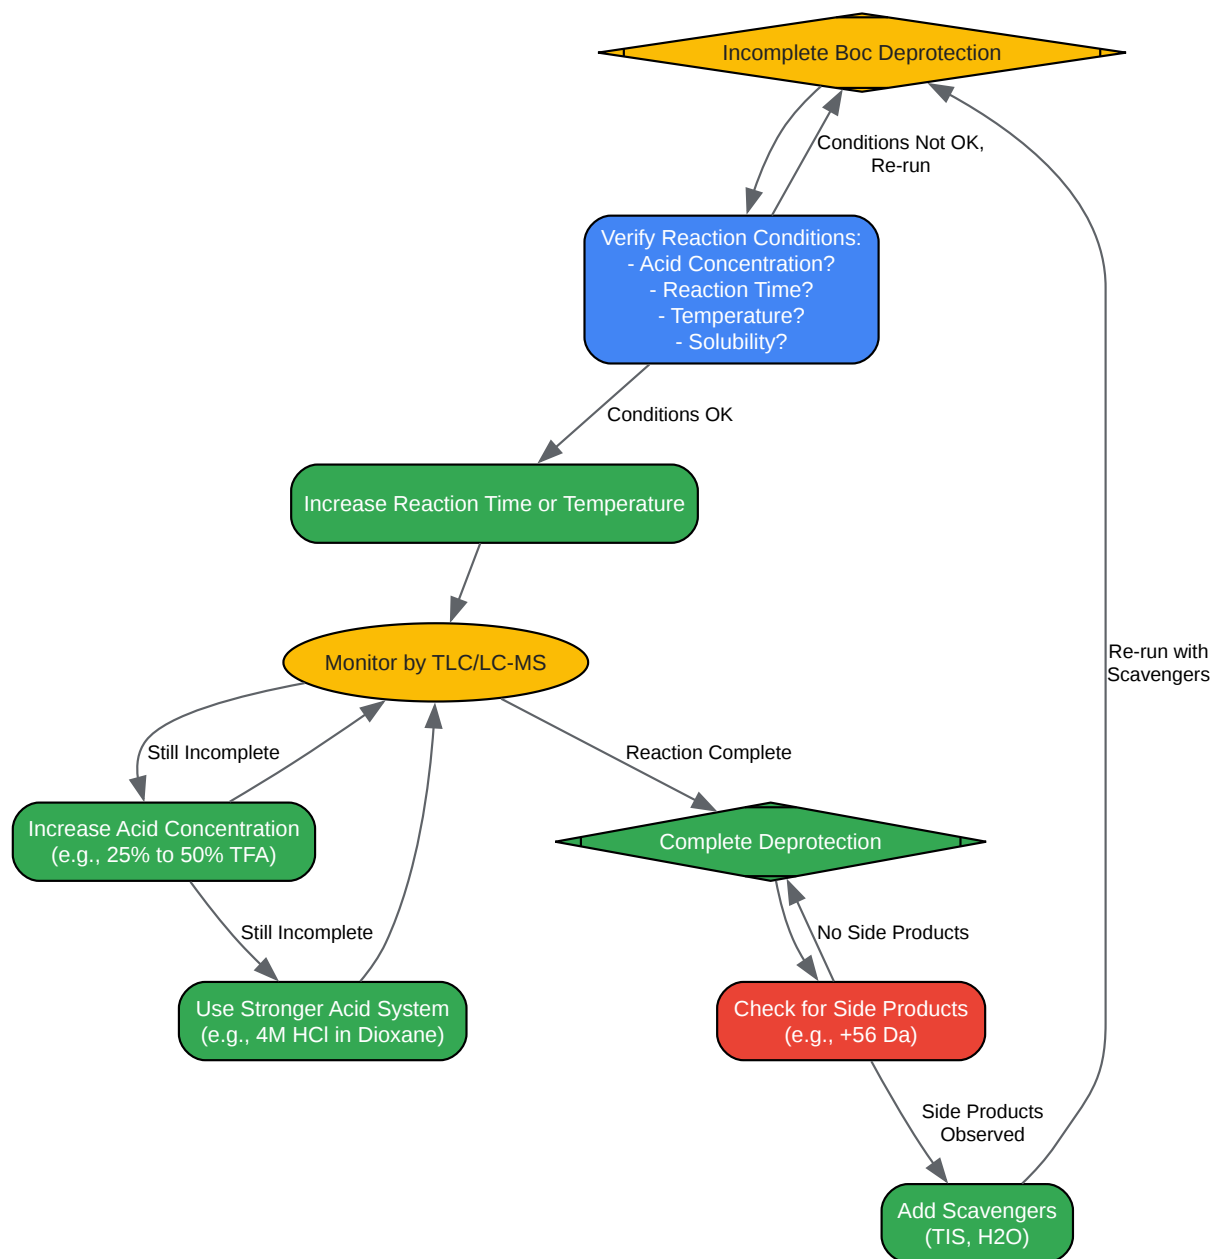 Incomplete Boc Deprotection
Conditions Not OK,
Re-run
Verify Reaction Conditions:
- Acid Concentration?
- Reaction Time?
- Temperature?
- Solubility?
Conditions OK
Increase Reaction Time or Temperature
Re-run with
Scavengers
Monitor by TLC/LC-MS
Still Incomplete
Reaction Complete
Increase Acid Concentration
(e.g., 25% to 50% TFA)
Complete Deprotection
Still Incomplete
No Side Products
Use Stronger Acid System
(e.g., 4M HCl in Dioxane)
Check for Side Products
(e.g., +56 Da)
Side Products
Observed
Add Scavengers
(TIS, H2O)